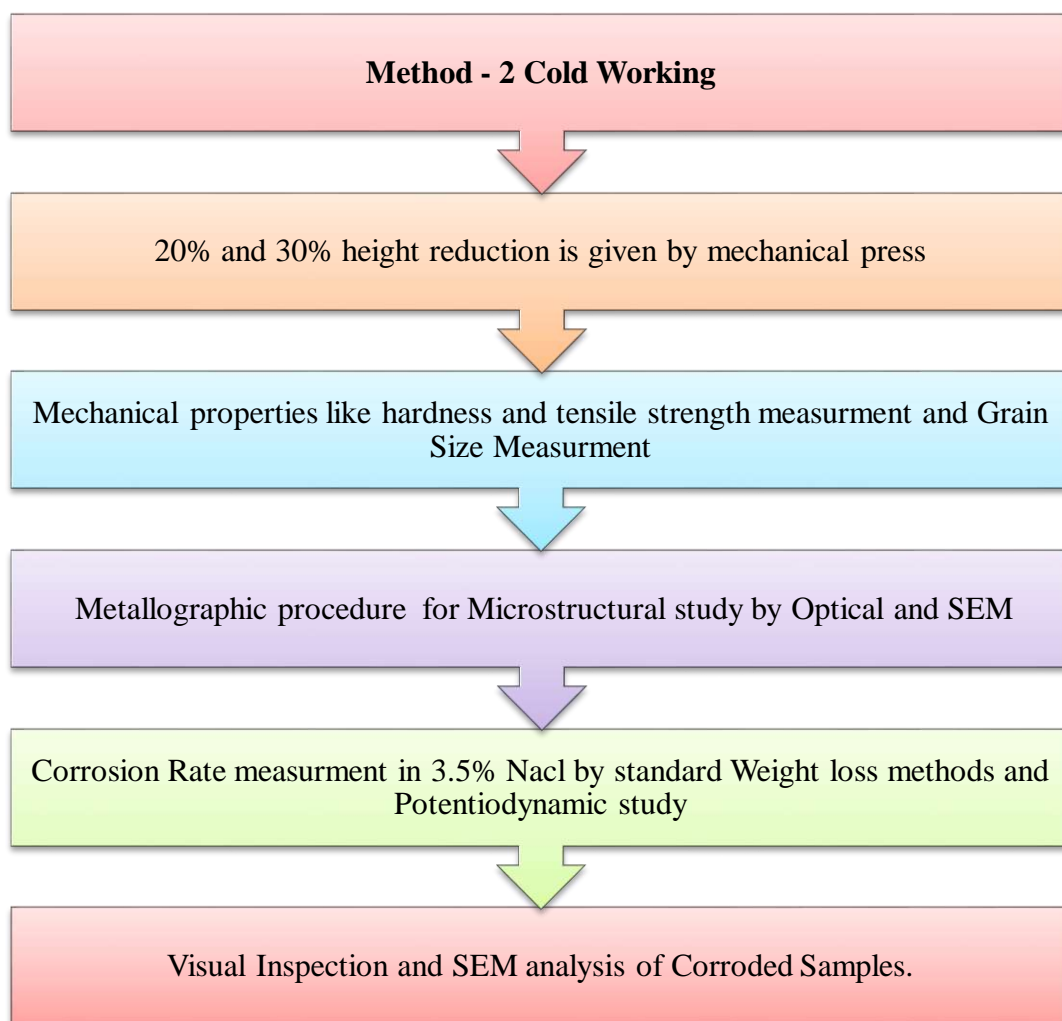 Method - 2 Cold Working
20% and 30% height reduction is given by mechanical press
Mechanical properties like hardness and tensile strength measurment and Grain
Size Measurment
Metallographic procedure for Microstructural study by Optical and SEM
Corrosion Rate measurment in 3.5% Nacl by standard Weight loss methods and
Potentiodynamic study
Visual Inspection and SEM analysis of Corroded Samples.